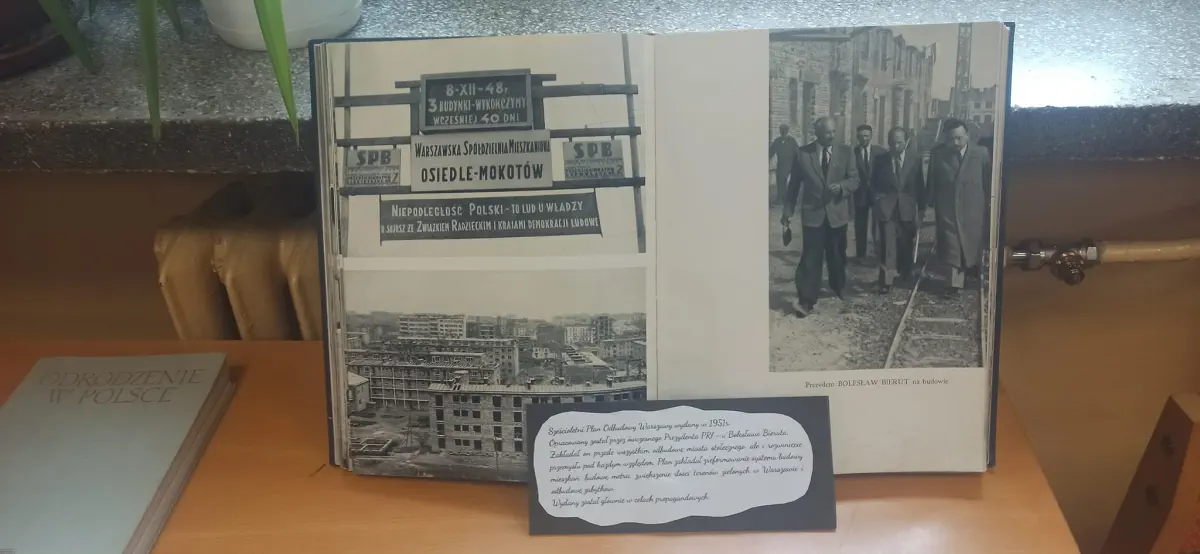 8-XII-48r.
3 BUDYNKI-WYKOŃCZYMY
WCZEŚNIEJ 40 DNI
SPB
WARSZAWSKA SPÓŁDZIELNIA MIESZKANIOWA
OSIEDLE-MOKOTÓW
SPB
NIEPODLEGŁOŚĆ POLSKI - TO LUD U WŁADZY
U SOJUSZ ZE ZWIĄZKIEM RADZIECKIM I KRAJAMI DEMOKRACJI LUDOWEJ
Prezydent BOLESŁAW BIERUT na budowie
ODRODZENIE
W POLSCE
Sześcioletni Plan Odbudowy Warszawy wydany w 1951r.
Opracowany został przez ówczesnego Prezydenta PRL-u Bolesława Bieruta.
Zakładał on przede wszystkim odbudowę miasta stołecznego ale i rozwinięcie
przemysłu pod każdym względem. Plan zakładał zreformowanie systemu budowy
mieszkań budowę metra zwiększenie ilości terenów zielonych w Warszawie i
odbudowę zabytków.
Wydany został głównie w celach propagandowych.